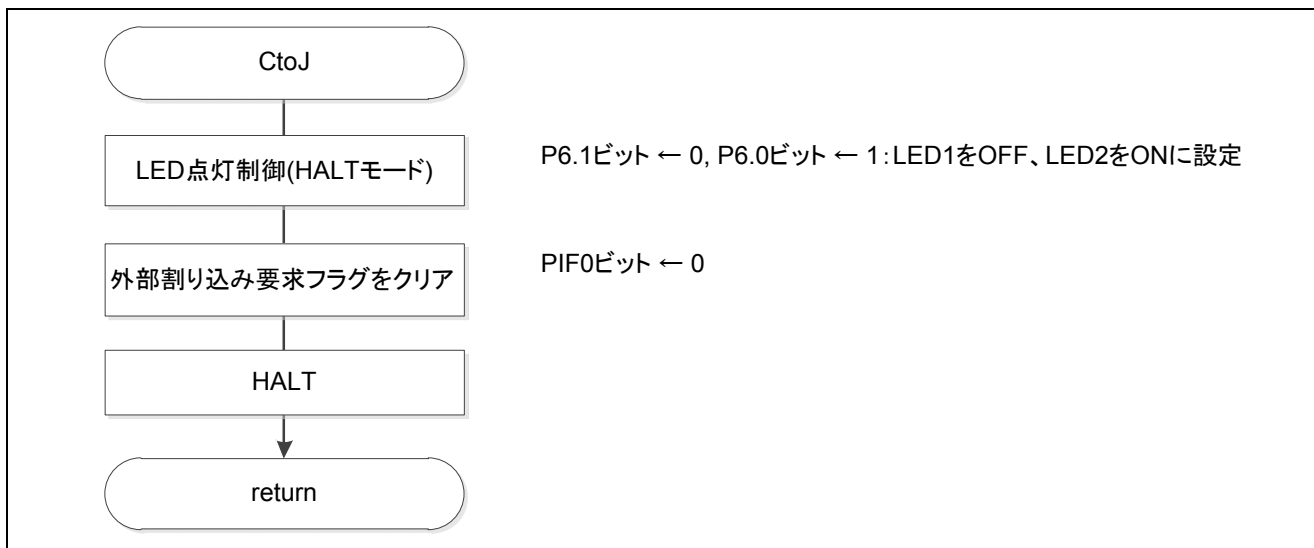 CtoJ
LED点灯制御(HALTモード)
P6.1ビット ← 0, P6.0ビット ← 1:LED1をOFF、LED2をONに設定
外部割り込み要求フラグをクリア
PIF0ビット ← 0
HALT
return